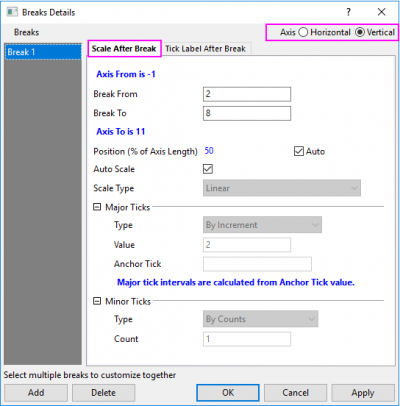 Breaks Details
?
Breaks
Axis Horizontal Vertical
Break 1
Scale After Break Tick Label After Break
Axis From is -1
Break From 2
Break To 8
Axis To is 11
Position (% of Axis Length) 50 Auto
Auto Scale
Scale Type Linear
Major Ticks
Type By Increment
Value 2
Anchor Tick
Major tick intervals are calculated from Anchor Tick value.
Minor Ticks
Type By Counts
Count 1
Select multiple breaks to customize together
Add Delete OK Cancel Apply